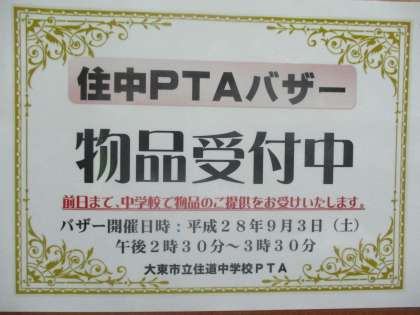 住中PTAバザー
物品受付中
前日まで、中学校で物品のご提供をお受けいたします。
バザー開催日時：平成２８年９月３日（土）
午後２時３０分～３時３０分
大東市立住道中学校PTA